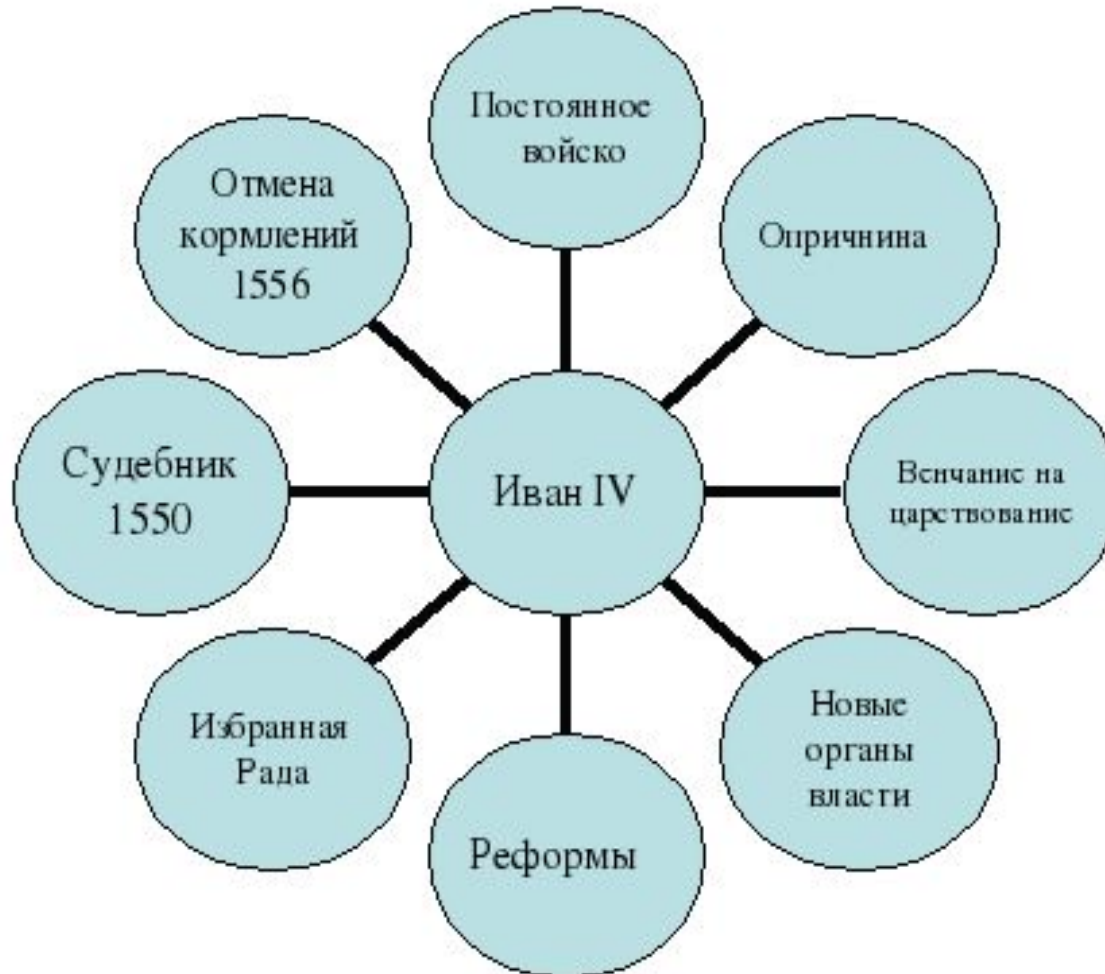 Постоянное
войско
Отмена
кормлений
1556
Опричнина
Судебник
1550
Иван IV
Венчание на
царствование
Избранная
Рада
Новые
органы
власти
Реформы